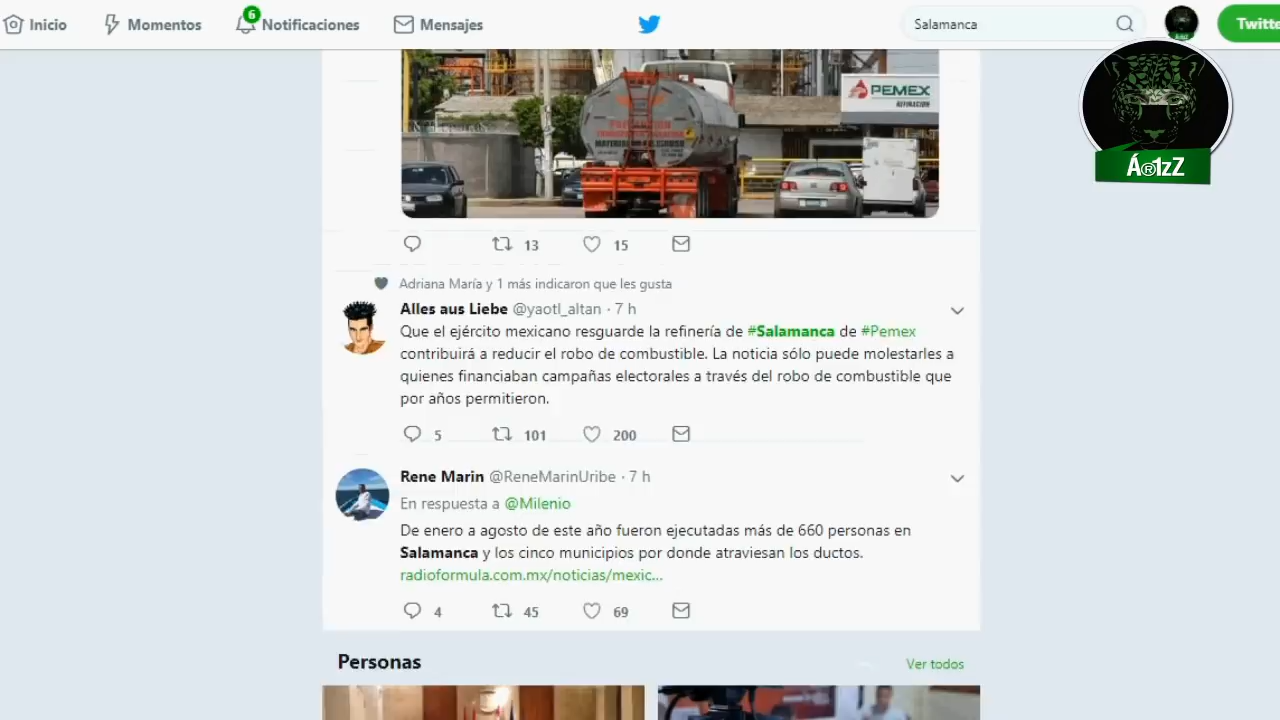 Inicio
Momentos
6
Notificaciones
Mensajes
Salamanca
PEMEX
REFINACIÓN
Á®1zZ
13
15
Adriana María y 1 más indicaron que les gusta
Alles aus Liebe @yaotl_altan · 7 h
Que el ejército mexicano resguarde la refinería de #Salamanca de #Pemex
contribuirá a reducir el robo de combustible. La noticia sólo puede molestarles a
quienes financiaban campañas electorales a través del robo de combustible que
por años permitieron.
5
101
200
Rene Marin @ReneMarinUribe · 7 h
En respuesta a @Milenio
De enero a agosto de este año fueron ejecutadas más de 660 personas en
Salamanca y los cinco municipios por donde atraviesan los ductos.
radioformula.com.mx/noticias/mexic...
4
45
69
Personas
Ver todos